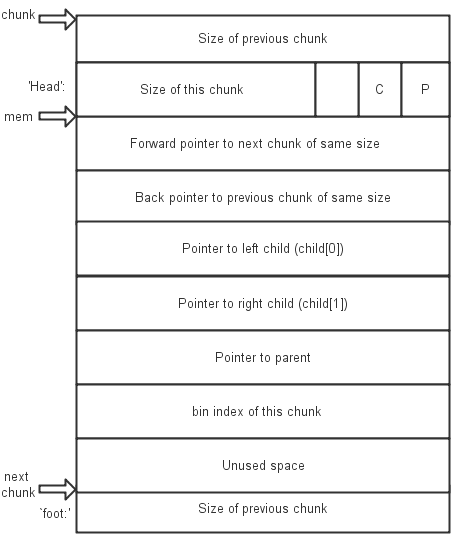 chunk
Size of previous chunk
'Head':
Size of this chunk
C
P
mem
Forward pointer to next chunk of same size
Back pointer to previous chunk of same size
Pointer to left child (child[0])
Pointer to right child (child[1])
Pointer to parent
bin index of this chunk
Unused space
next
chunk
`foot:'
Size of previous chunk